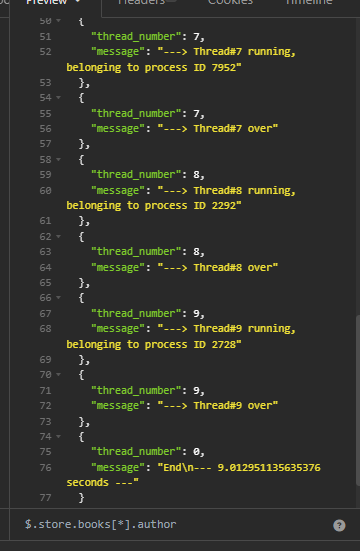 Preview
Headers
Cookies
Timeline
50 {
51 "thread_number": 7,
52 "message": "---> Thread#7 running,
belonging to process ID 7952"
53 },
54 {
55 "thread_number": 7,
56 "message": "---> Thread#7 over"
57 },
58 {
59 "thread_number": 8,
60 "message": "---> Thread#8 running,
belonging to process ID 2292"
61 },
62 {
63 "thread_number": 8,
64 "message": "---> Thread#8 over"
65 },
66 {
67 "thread_number": 9,
68 "message": "---> Thread#9 running,
belonging to process ID 2728"
69 },
70 {
71 "thread_number": 9,
72 "message": "---> Thread#9 over"
73 },
74 {
75 "thread_number": 0,
76 "message": "End\n--- 9.012951135635376
seconds ---"
77 }
$.store.books[*].author
?